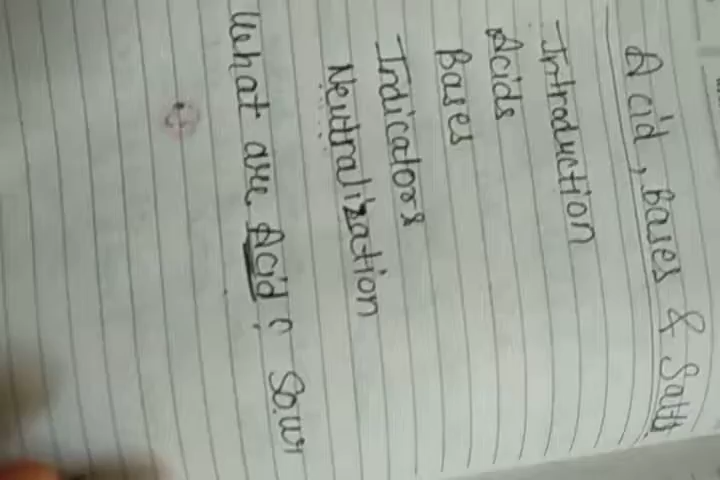 Acid, Bases & Salts
Introduction
Acids
Bases
Indicators
Neutralization
What are Acid? Sour